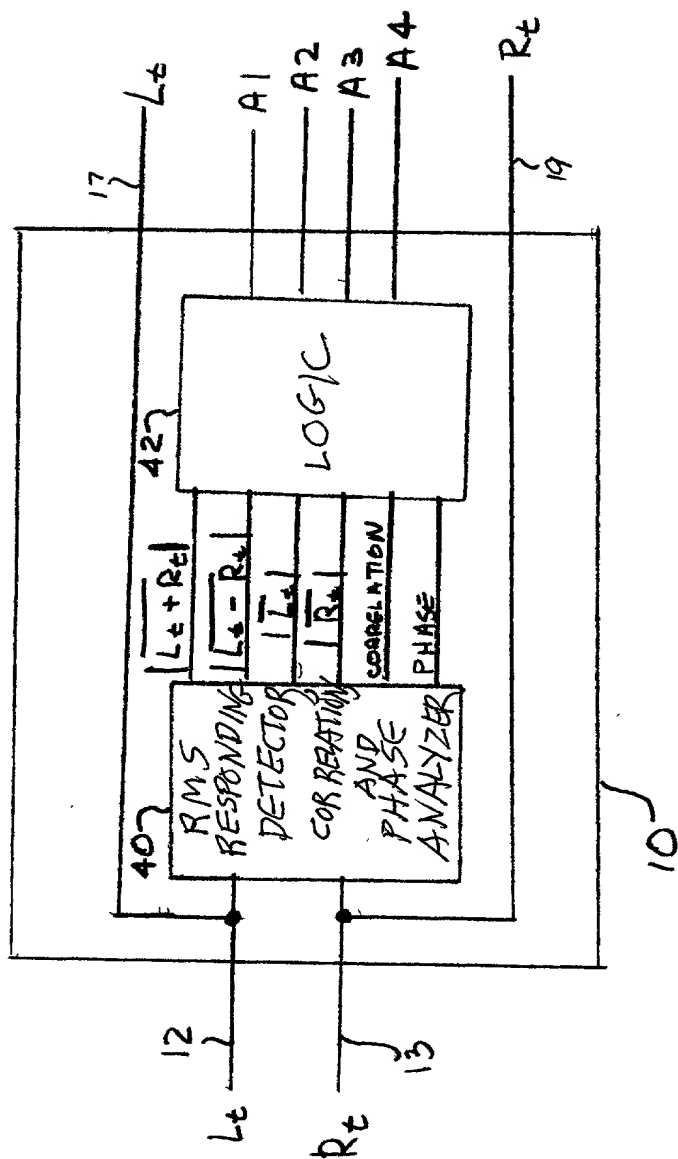 17
Lt
Lt
12
Rt
13
40
RMS
RESPONDING
DETECTOR,
CORRELATION
AND
PHASE
ANALYZER
|Lt + Rt|
|Lt - Rt|
|Lt|
|Rt|
CORRELATION
PHASE
42
LOGIC
A1
A2
A3
A4
Rt
19
10